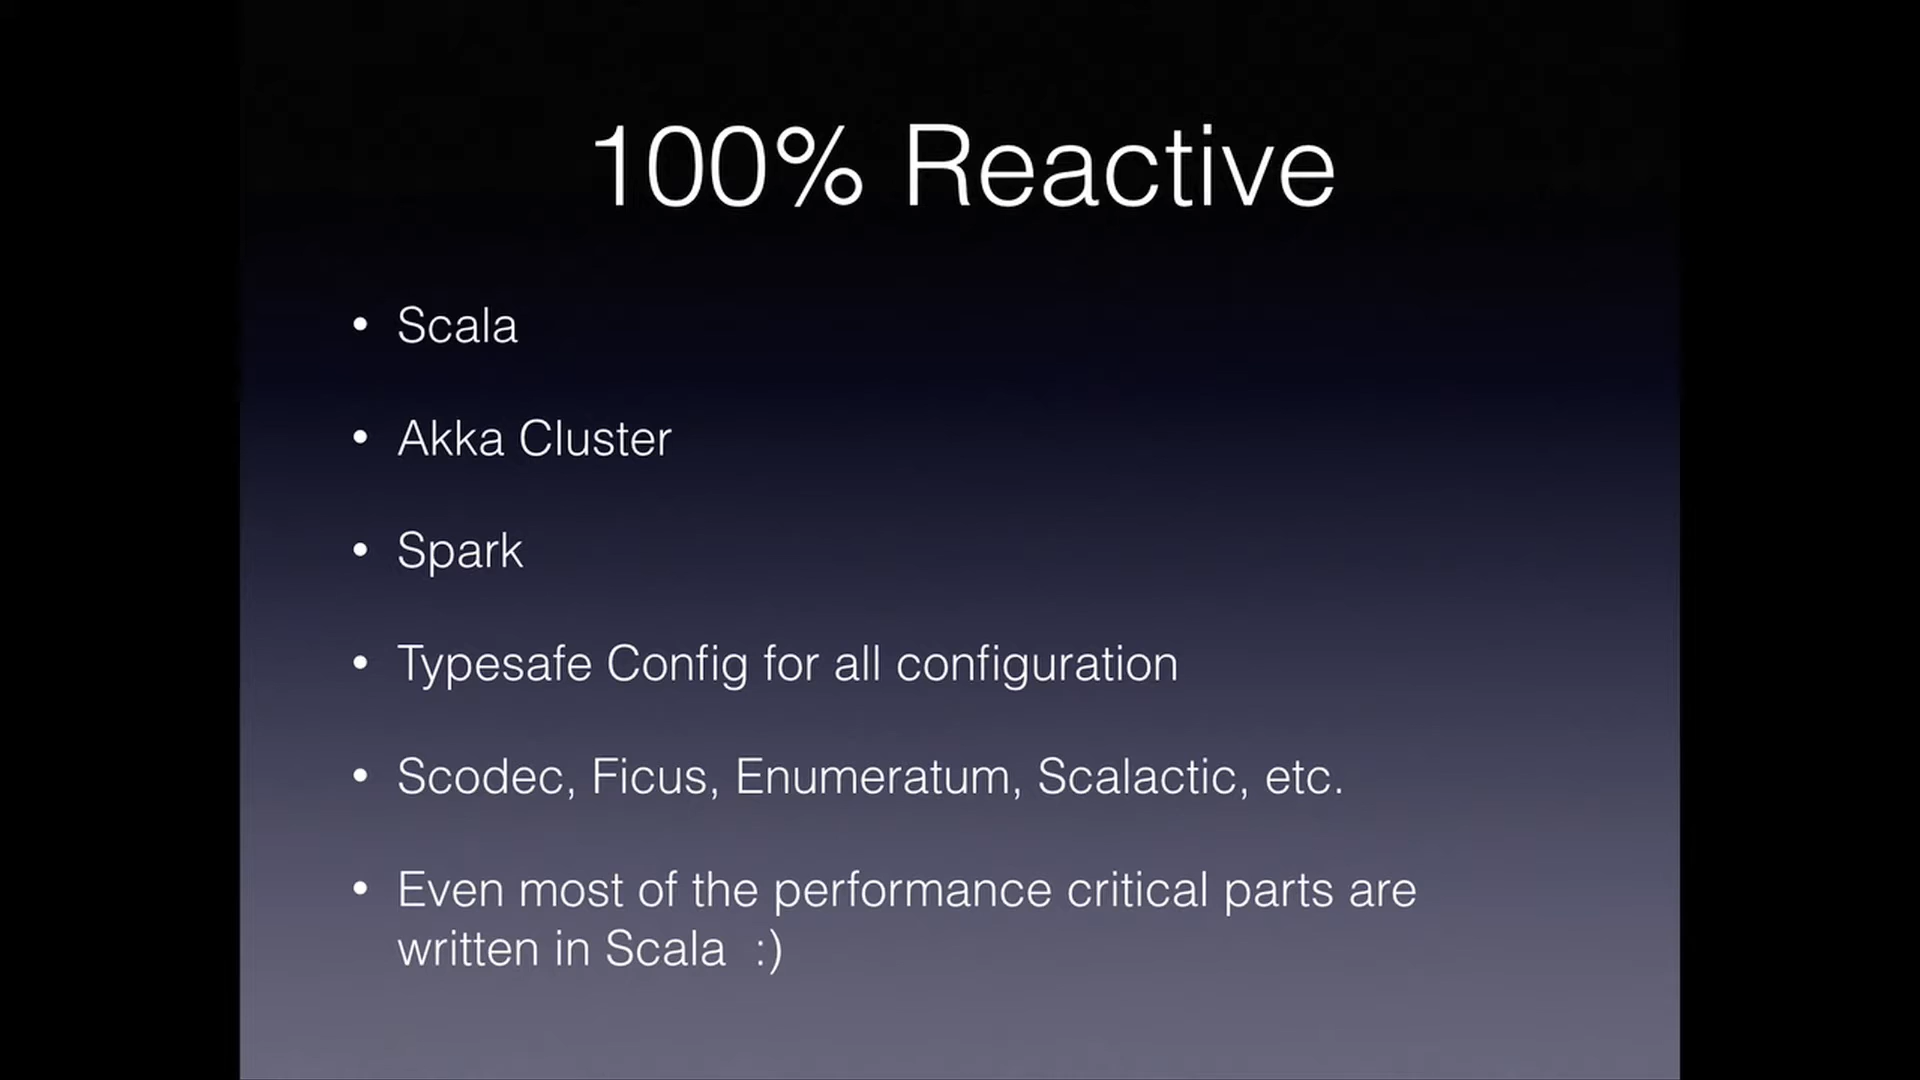 100% Reactive
• Scala
• Akka Cluster
• Spark
• Typesafe Config for all configuration
• Scodec, Ficus, Enumeratum, Scalactic, etc.
• Even most of the performance critical parts are
written in Scala  :)